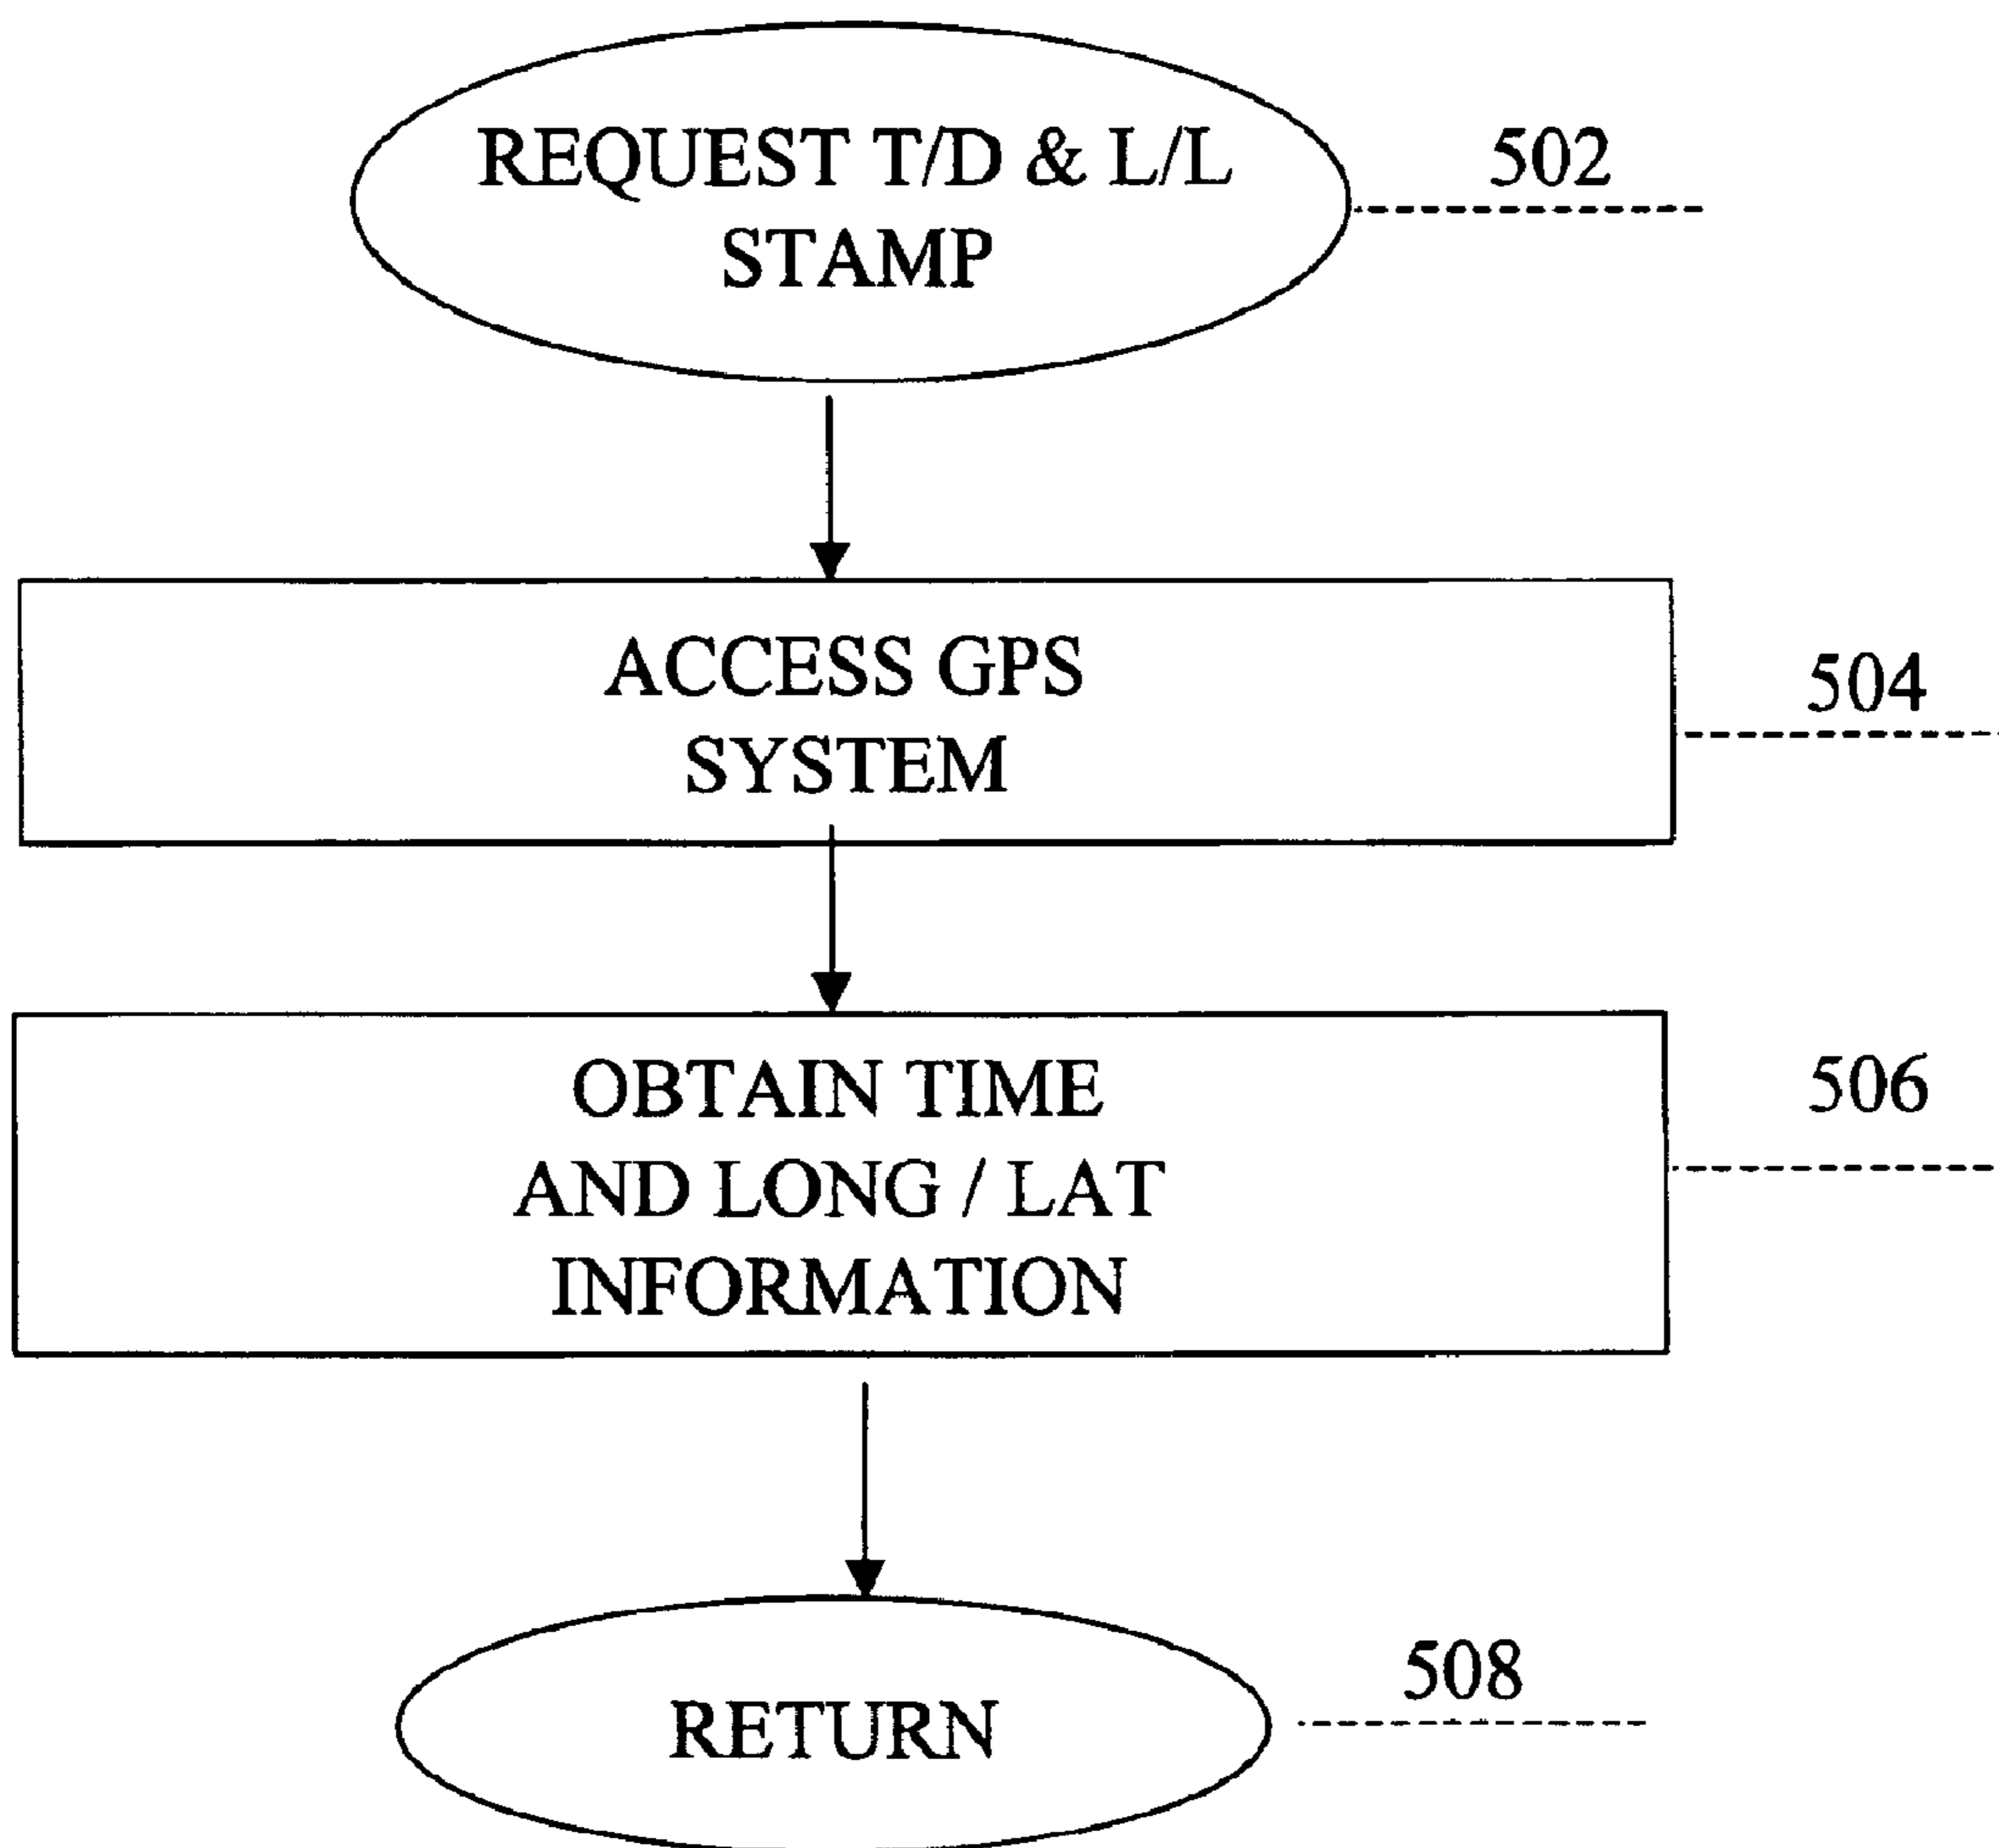 REQUEST T/D & L/L
STAMP
502
ACCESS GPS
SYSTEM
504
OBTAIN TIME
AND LONG / LAT
INFORMATION
506
RETURN
508